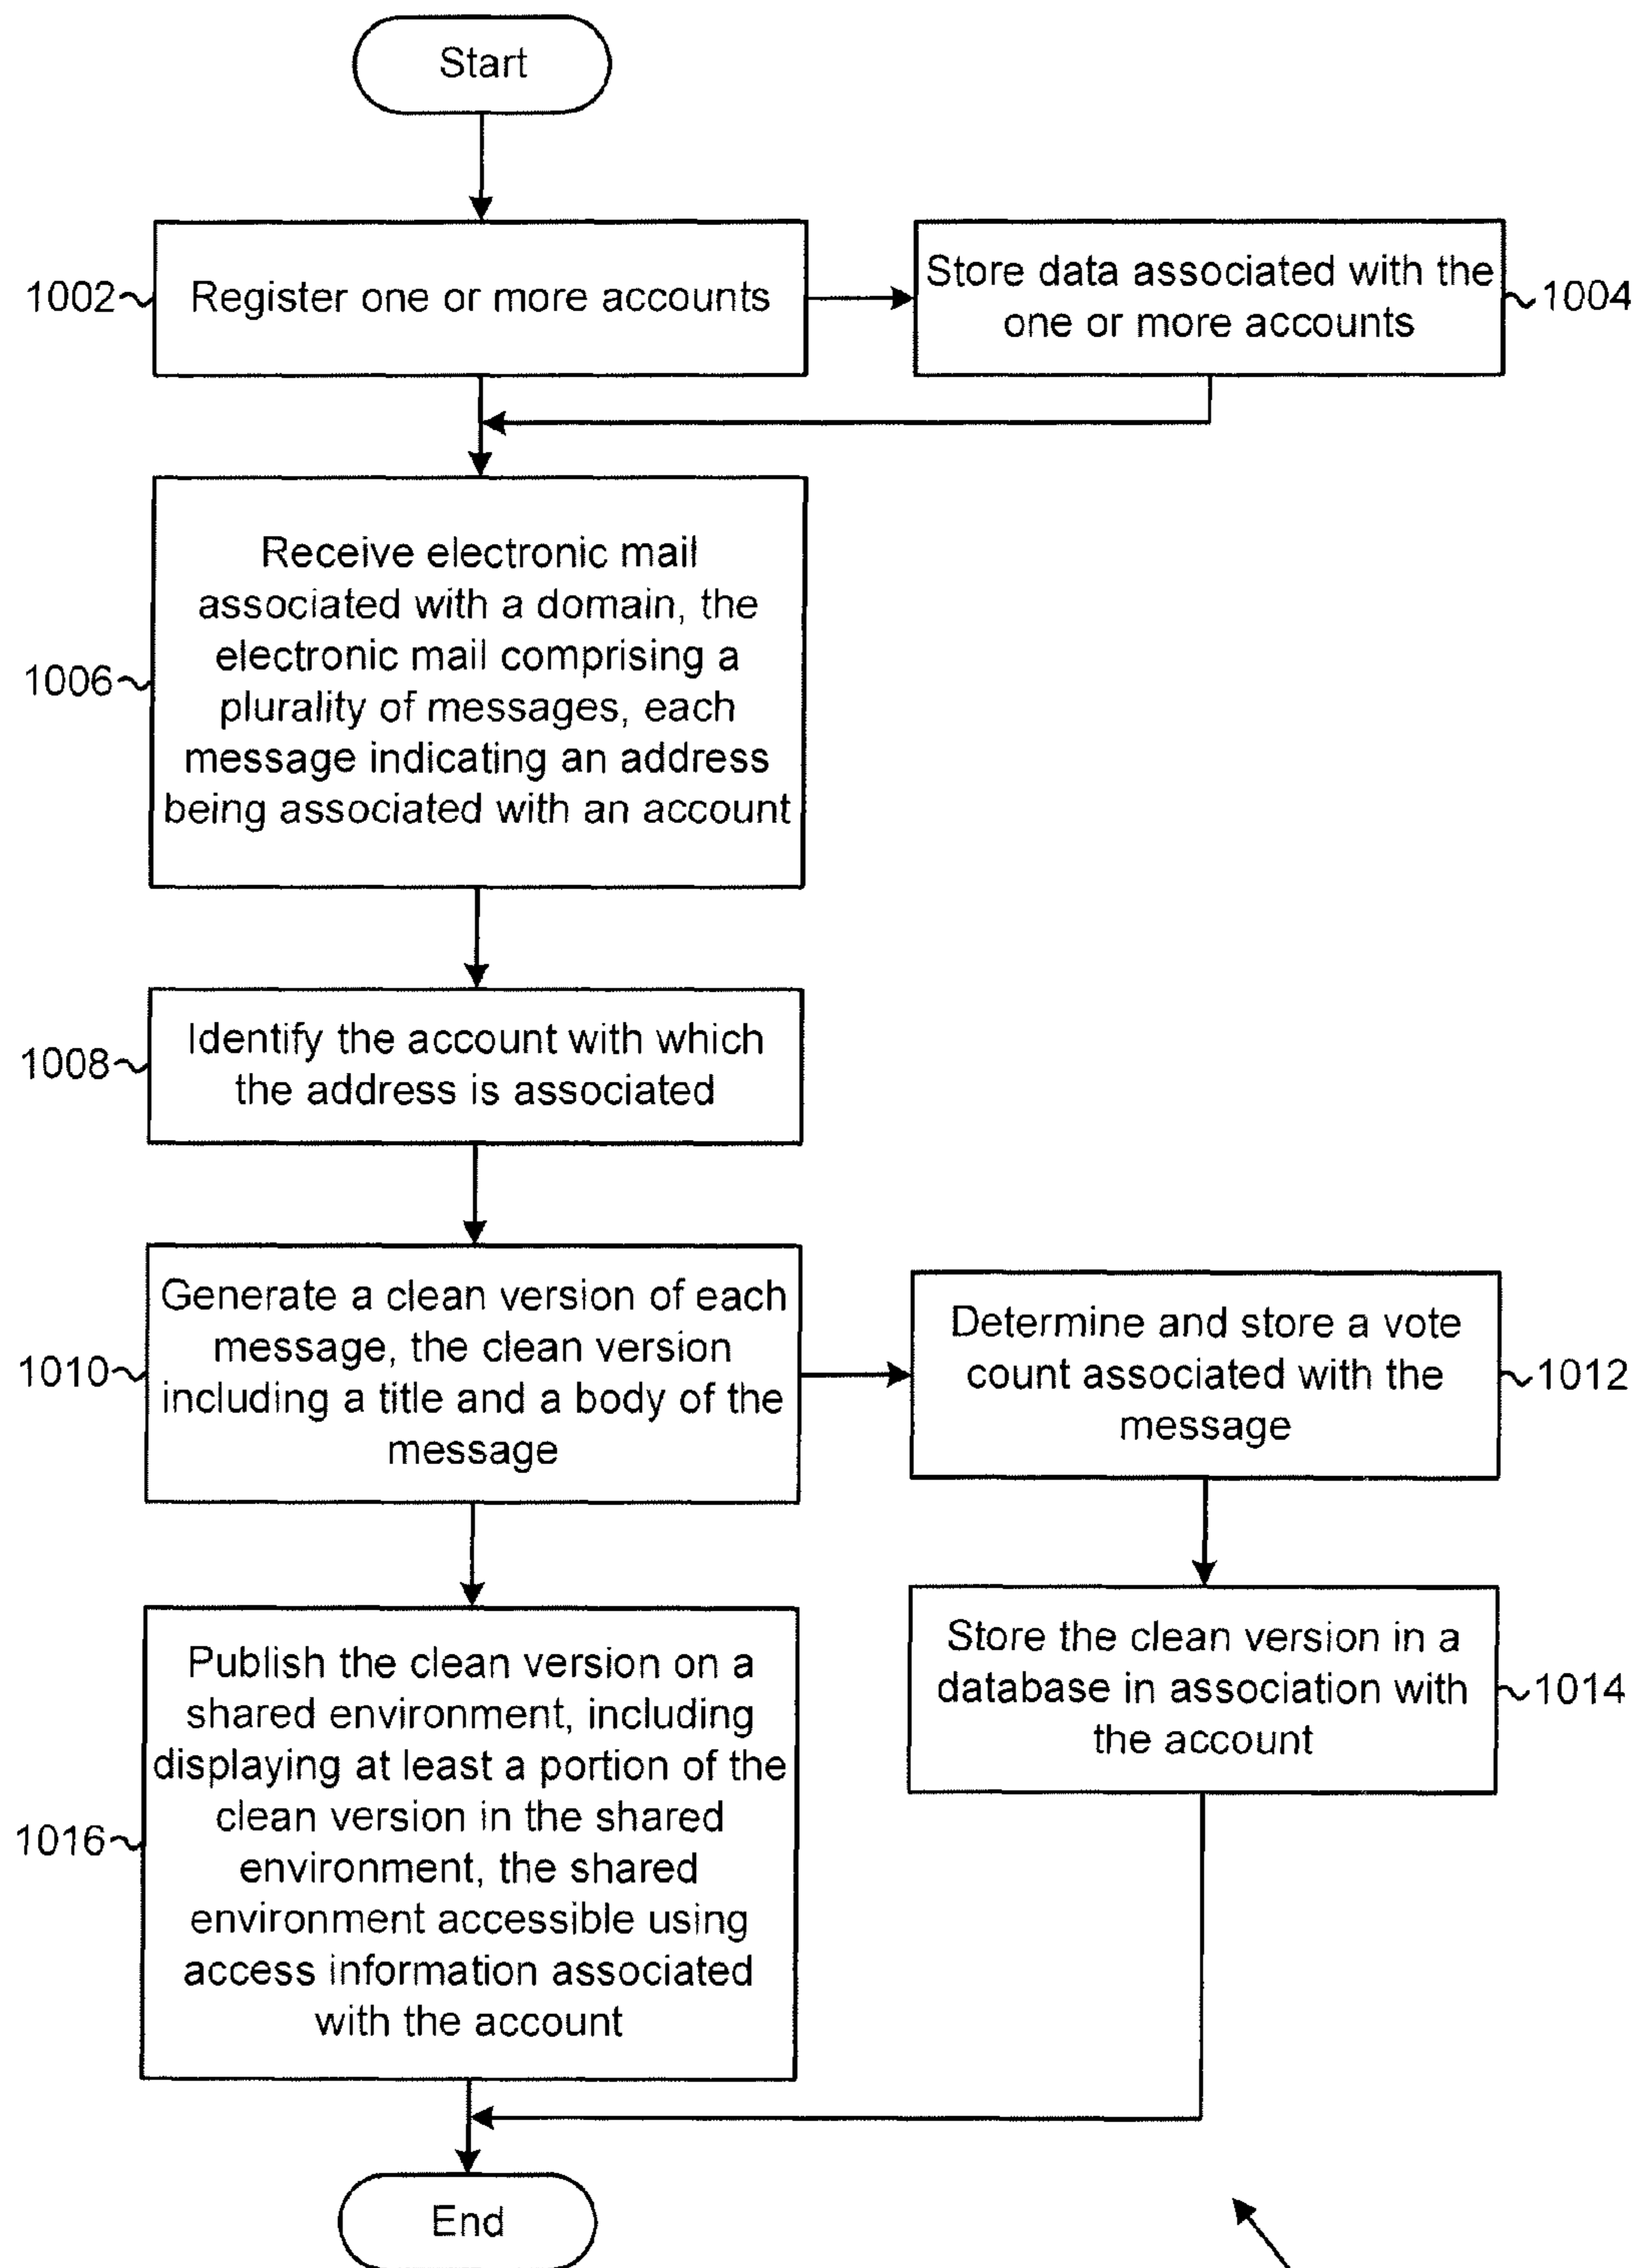 Start
1002
Register one or more accounts
Store data associated with the
one or more accounts
1004
Receive electronic mail
associated with a domain, the
electronic mail comprising a
plurality of messages, each
message indicating an address
being associated with an account
1006
Identify the account with which
the address is associated
1008
Generate a clean version of each
message, the clean version
including a title and a body of the
message
1010
Determine and store a vote
count associated with the
message
1012
Store the clean version in a
database in association with
the account
1014
Publish the clean version on a
shared environment, including
displaying at least a portion of the
clean version in the shared
environment, the shared
environment accessible using
access information associated
with the account
1016
End